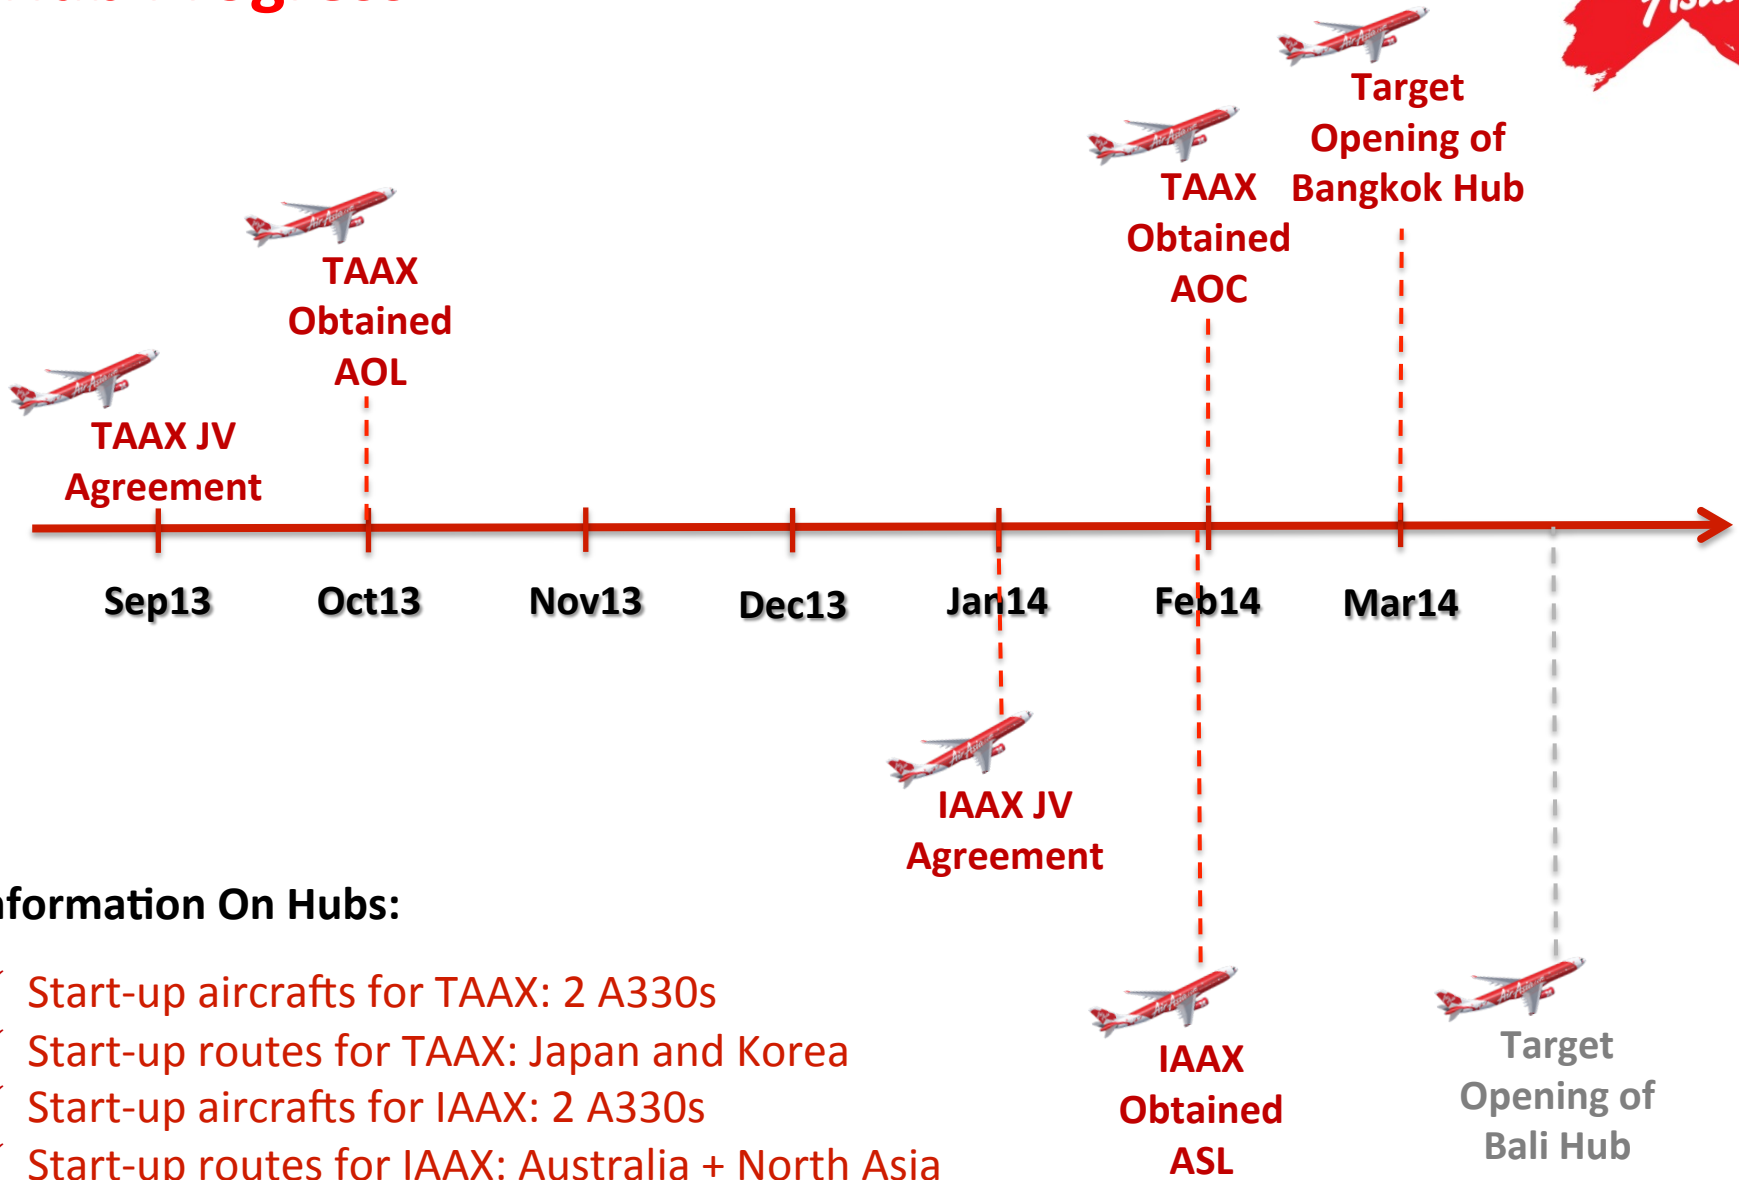 Target
Opening of
Bangkok Hub
TAAX
Obtained
AOC
TAAX
Obtained
AOL
TAAX JV
Agreement
Sep13
Oct13
Nov13
Dec13
Jan14
Feb14
Mar14
IAAX JV
Agreement
IAAX
Obtained
ASL
Target
Opening of
Bali Hub
nformation On Hubs:
Start-up aircrafts for TAAX: 2 A330s
Start-up routes for TAAX: Japan and Korea
Start-up aircrafts for IAAX: 2 A330s
Start-up routes for IAAX: Australia + North Asia